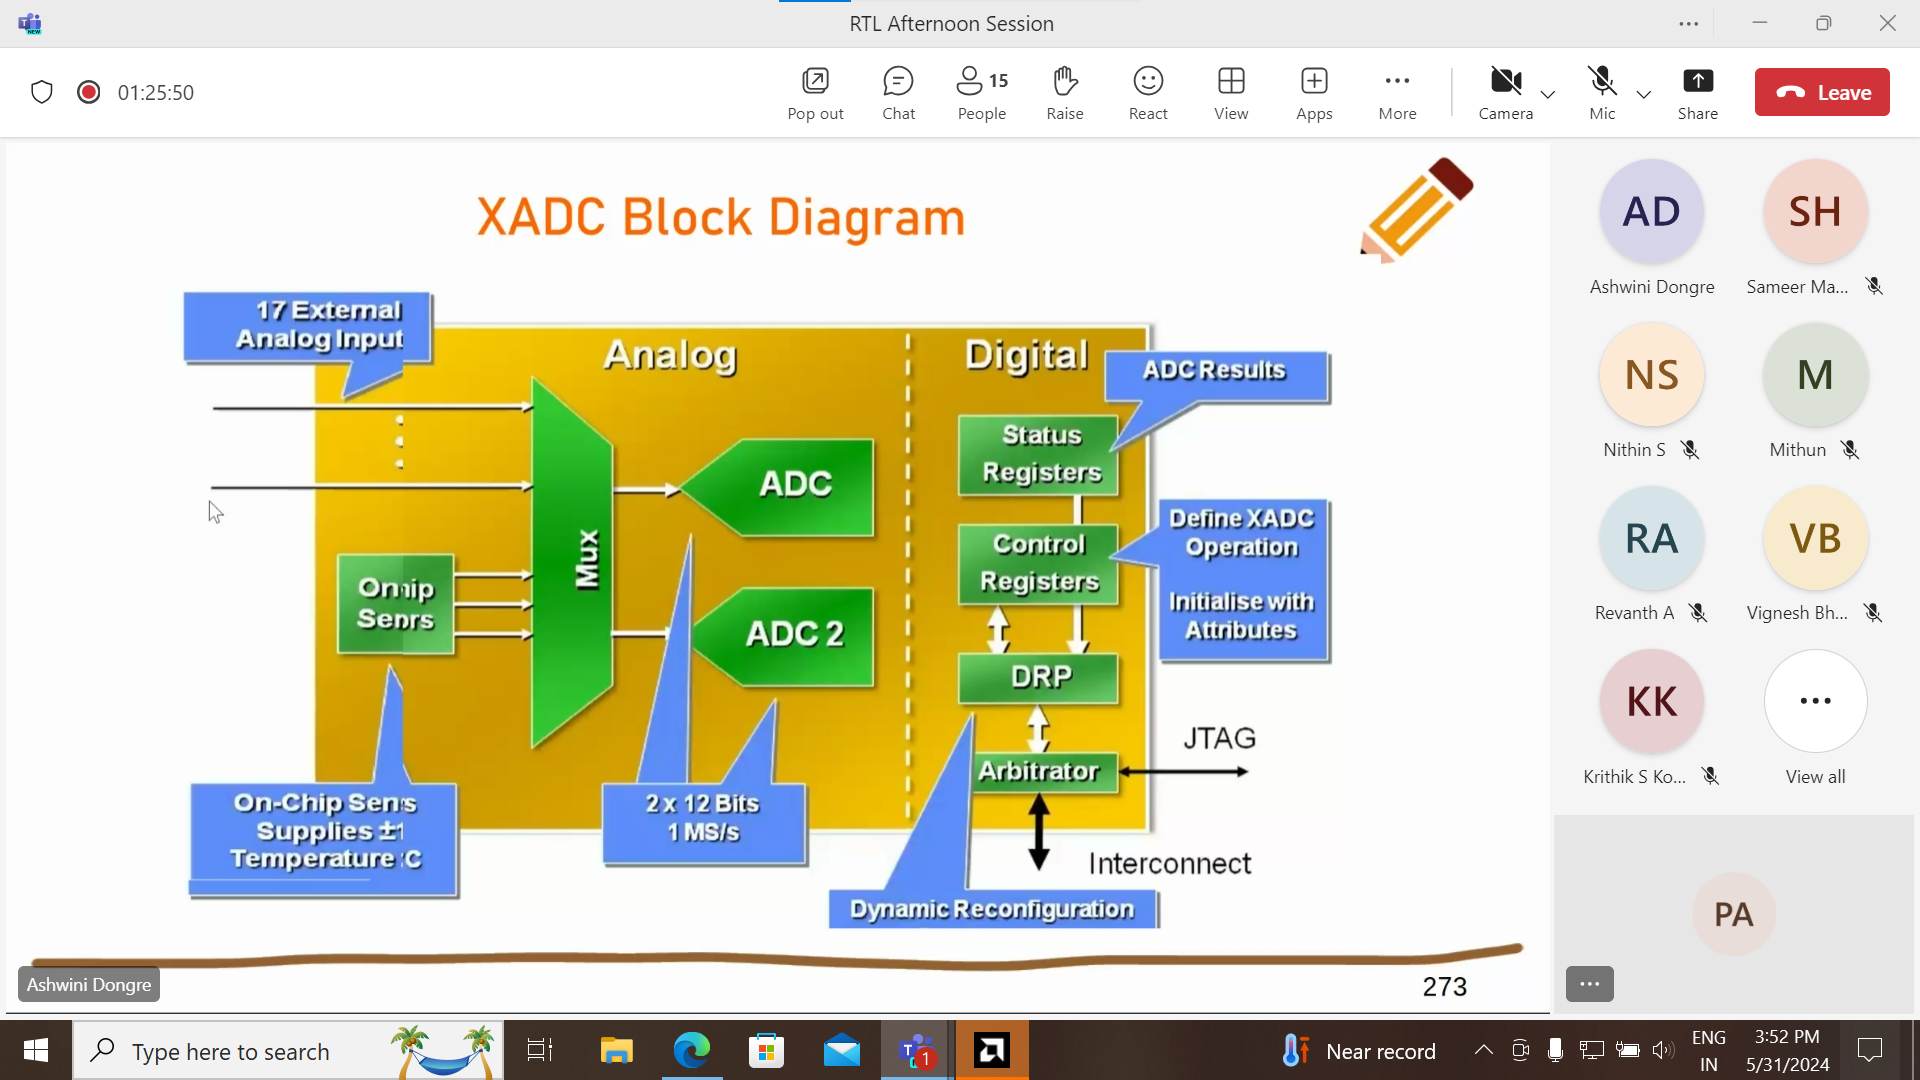 RTL Afternoon Session
01:25:50
Pop out
Chat
15
People
Raise
React
View
Apps
More
Camera
Mic
Share
Leave
XADC Block Diagram
17 External
Analog Input
Analog
Digital
ADC Results
Status
Registers
ADC
Define XADC
Operation
Initialise with
Attributes
Control
Registers
Mux
ADC 2
DRP
JTAG
Arbitrator
2 x 12 Bits
1 MS/s
On-Chip
Supplies
Temperature
Interconnect
Dynamic Reconfiguration
273
Ashwini Dongre
AD
Ashwini Dongre
SH
Sameer Ma...
NS
Nithin S
M
Mithun
RA
Revanth A
VB
Vignesh Bh...
KK
Krithik S Ko...
View all
PA
NEW
Type here to search
1
Near record
ENG
IN
3:52 PM
5/31/2024